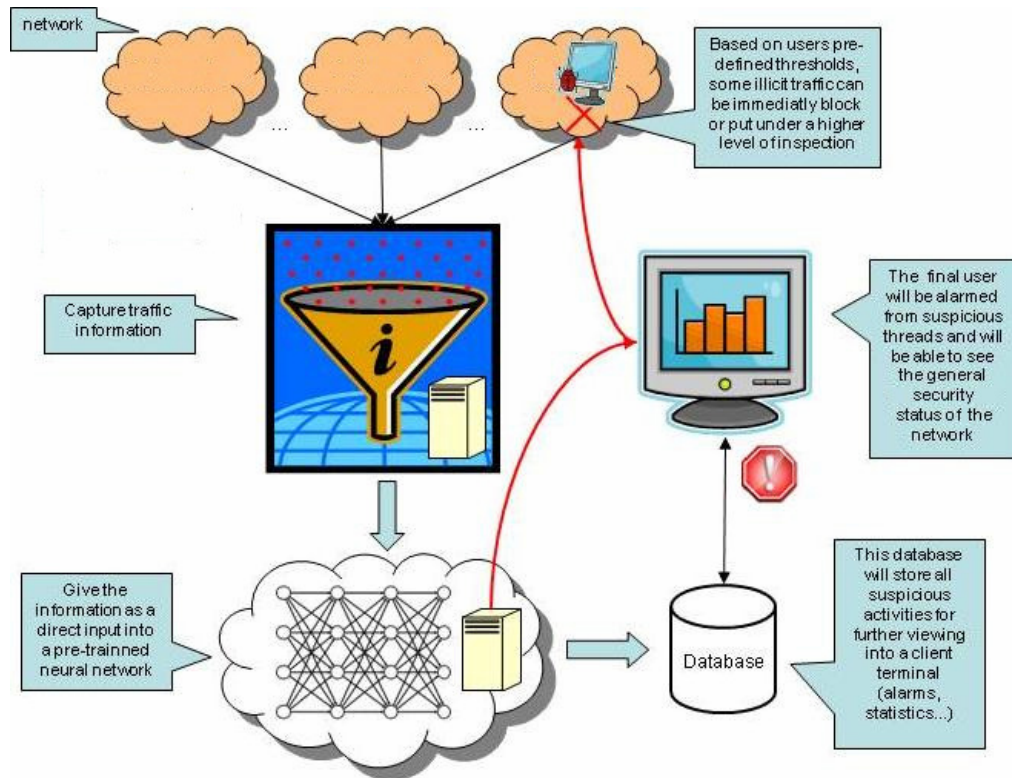 network
Based on users pre-
defined thresholds,
some illicit traffic can
be immediatly block
or put under a higher
level of inspection
...
...
Capture traffic
information
i
The final user
will be alarmed
from suspicious
threads and will
be able to see
the general
security
status of the
network
!
Give the
information as a
direct input into
a pre-trainned
neural network
Database
This database
will store all
suspicious
activities for
further viewing
into a client
terminal
(alarms,
statistics...)